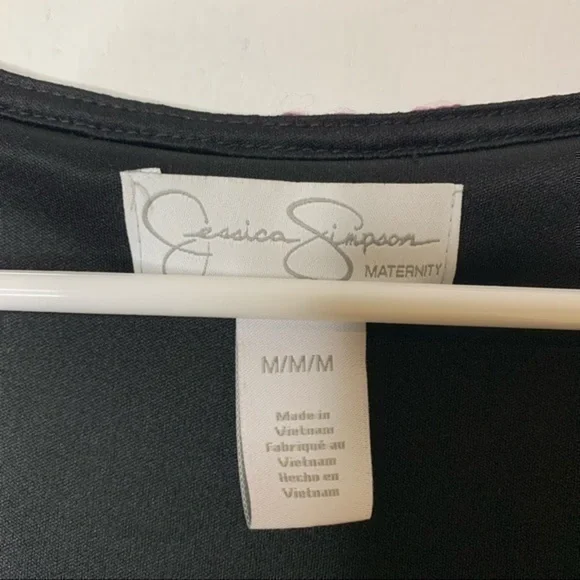 Jessica Simpson
MATERNITY
M/M/M
Made in
Vietnam
Fabriqué au
Vietnam
Hecho en
Vietnam